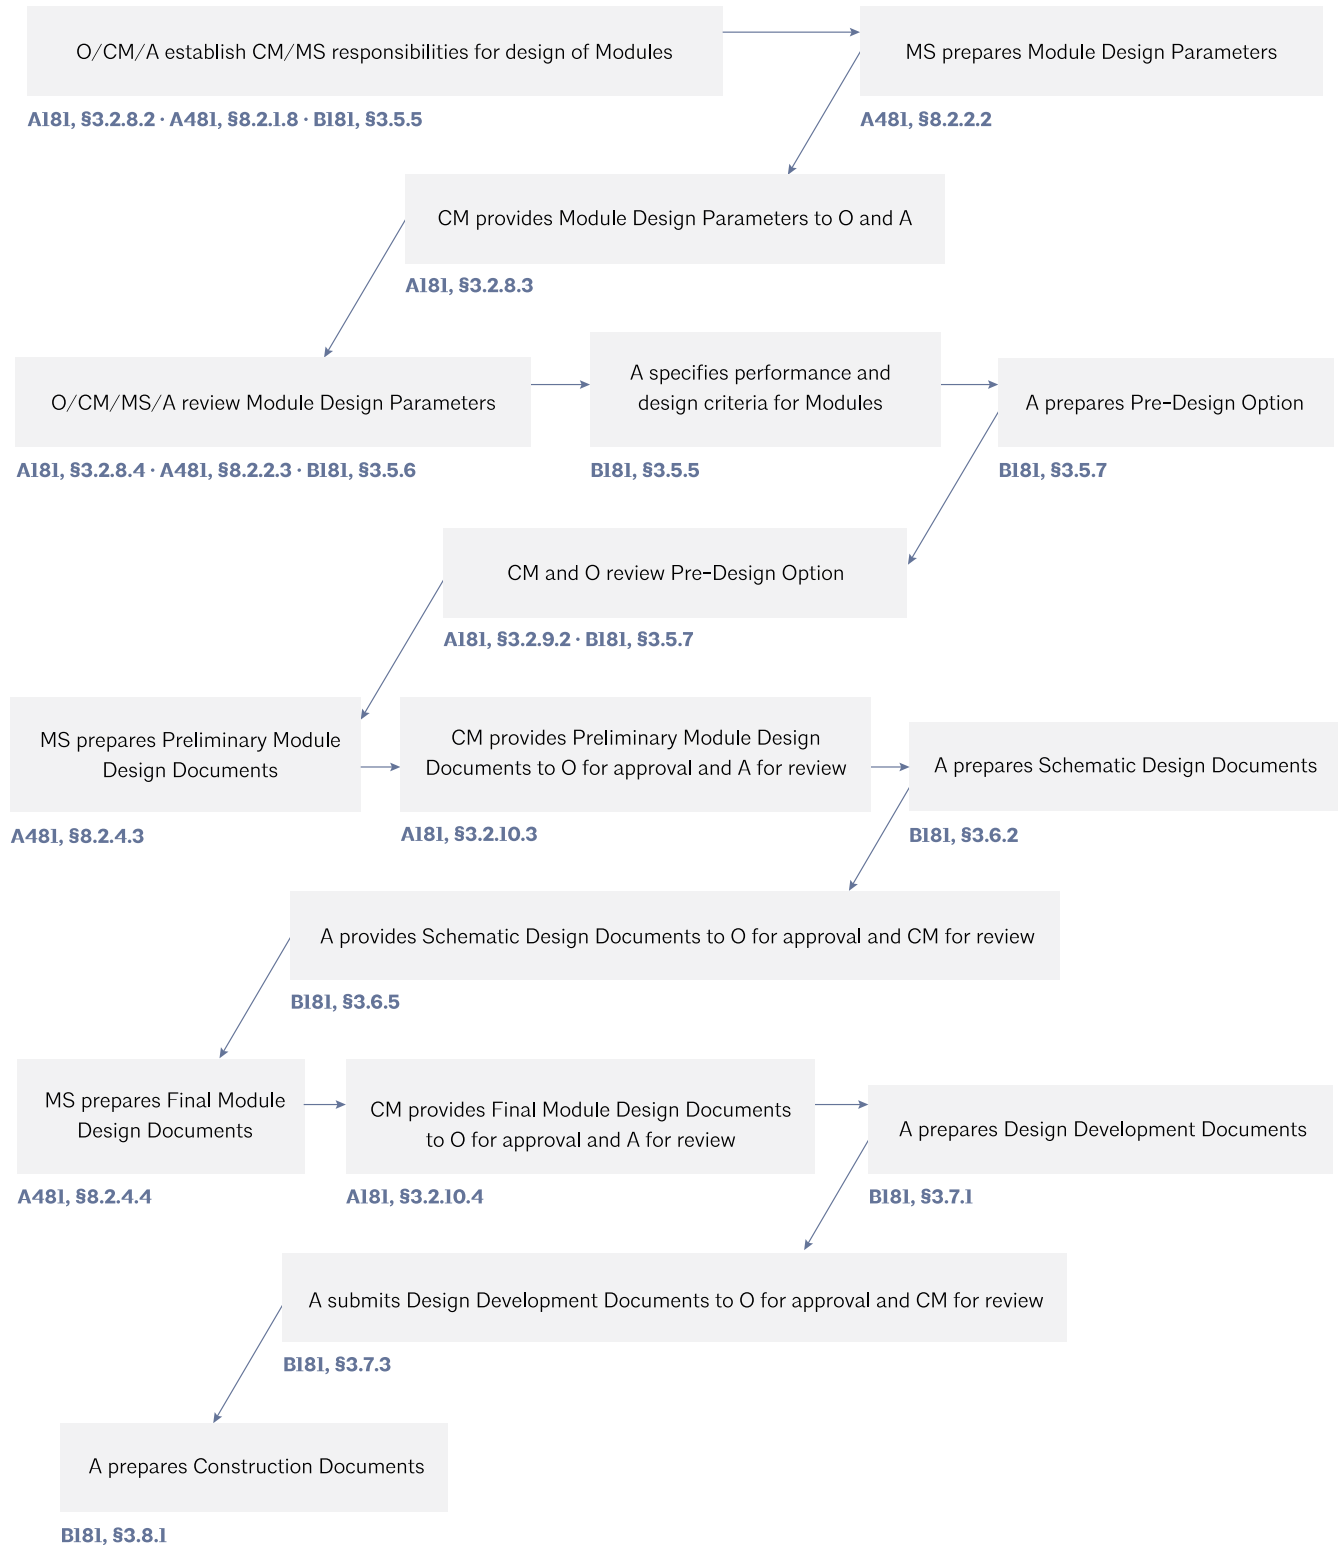 O/CM/A establish CM/MS responsibilities for design of Modules
A181, §3.2.8.2 · A481, §8.2.1.8 · B181, §3.5.5
MS prepares Module Design Parameters
A481, §8.2.2.2
CM provides Module Design Parameters to O and A
A181, §3.2.8.3
O/CM/MS/A review Module Design Parameters
A181, §3.2.8.4 · A481, §8.2.2.3 · B181, §3.5.6
A specifies performance and
design criteria for Modules
B181, §3.5.5
A prepares Pre-Design Option
B181, §3.5.7
CM and O review Pre-Design Option
A181, §3.2.9.2 · B181, §3.5.7
MS prepares Preliminary Module
Design Documents
A481, §8.2.4.3
CM provides Preliminary Module Design
Documents to O for approval and A for review
A181, §3.2.10.3
A prepares Schematic Design Documents
B181, §3.6.2
A provides Schematic Design Documents to O for approval and CM for review
B181, §3.6.5
MS prepares Final Module
Design Documents
A481, §8.2.4.4
CM provides Final Module Design Documents
to O for approval and A for review
A181, §3.2.10.4
A prepares Design Development Documents
B181, §3.7.1
A submits Design Development Documents to O for approval and CM for review
B181, §3.7.3
A prepares Construction Documents
B181, §3.8.1